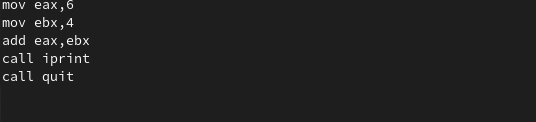 mov eax,6
mov ebx,4
add eax,ebx
call iprint
call quit